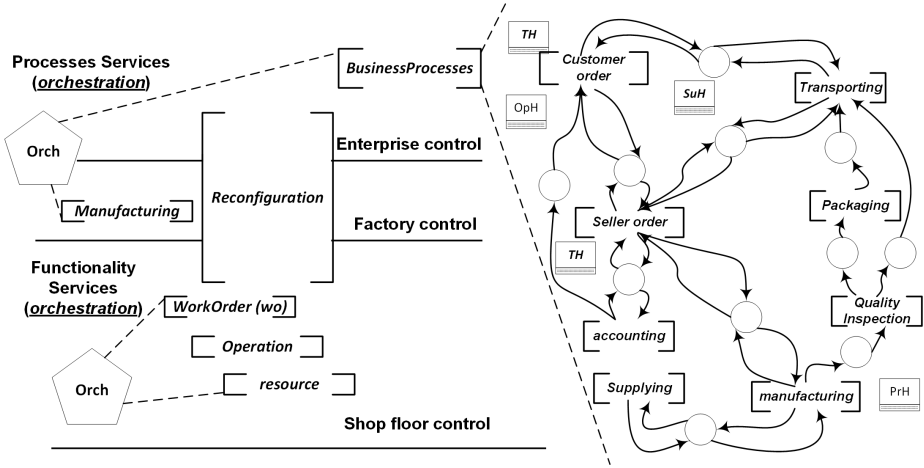 Processes Services
(orchestration)
BusinessProcesses
Orch
Enterprise control
Reconfiguration
Manufacturing
Factory control
Functionality
Services
(orchestration)
WorkOrder (wo)
Operation
Orch
resource
Shop floor control
TH
Customer
order
OpH
SuH
Transporting
Seller order
Packaging
TH
Quality
Inspection
accounting
Supplying
manufacturing
PrH